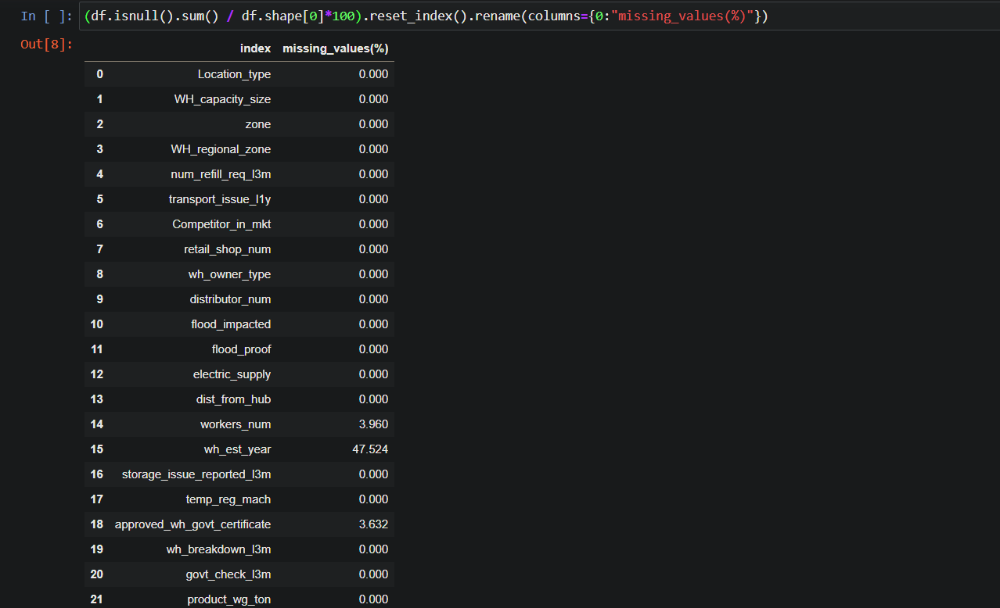 In [ ]: (df.isnull().sum() / df.shape[0]*100).reset_index().rename(columns={0:"missing_values(%)"})
Out[8]:
index missing_values(%)
0 Location_type 0.000
1 WH_capacity_size 0.000
2 zone 0.000
3 WH_regional_zone 0.000
4 num_refill_req_l3m 0.000
5 transport_issue_l1y 0.000
6 Competitor_in_mkt 0.000
7 retail_shop_num 0.000
8 wh_owner_type 0.000
9 distributor_num 0.000
10 flood_impacted 0.000
11 flood_proof 0.000
12 electric_supply 0.000
13 dist_from_hub 0.000
14 workers_num 3.960
15 wh_est_year 47.524
16 storage_issue_reported_l3m 0.000
17 temp_reg_mach 0.000
18 approved_wh_govt_certificate 3.632
19 wh_breakdown_l3m 0.000
20 govt_check_l3m 0.000
21 product_wg_ton 0.000